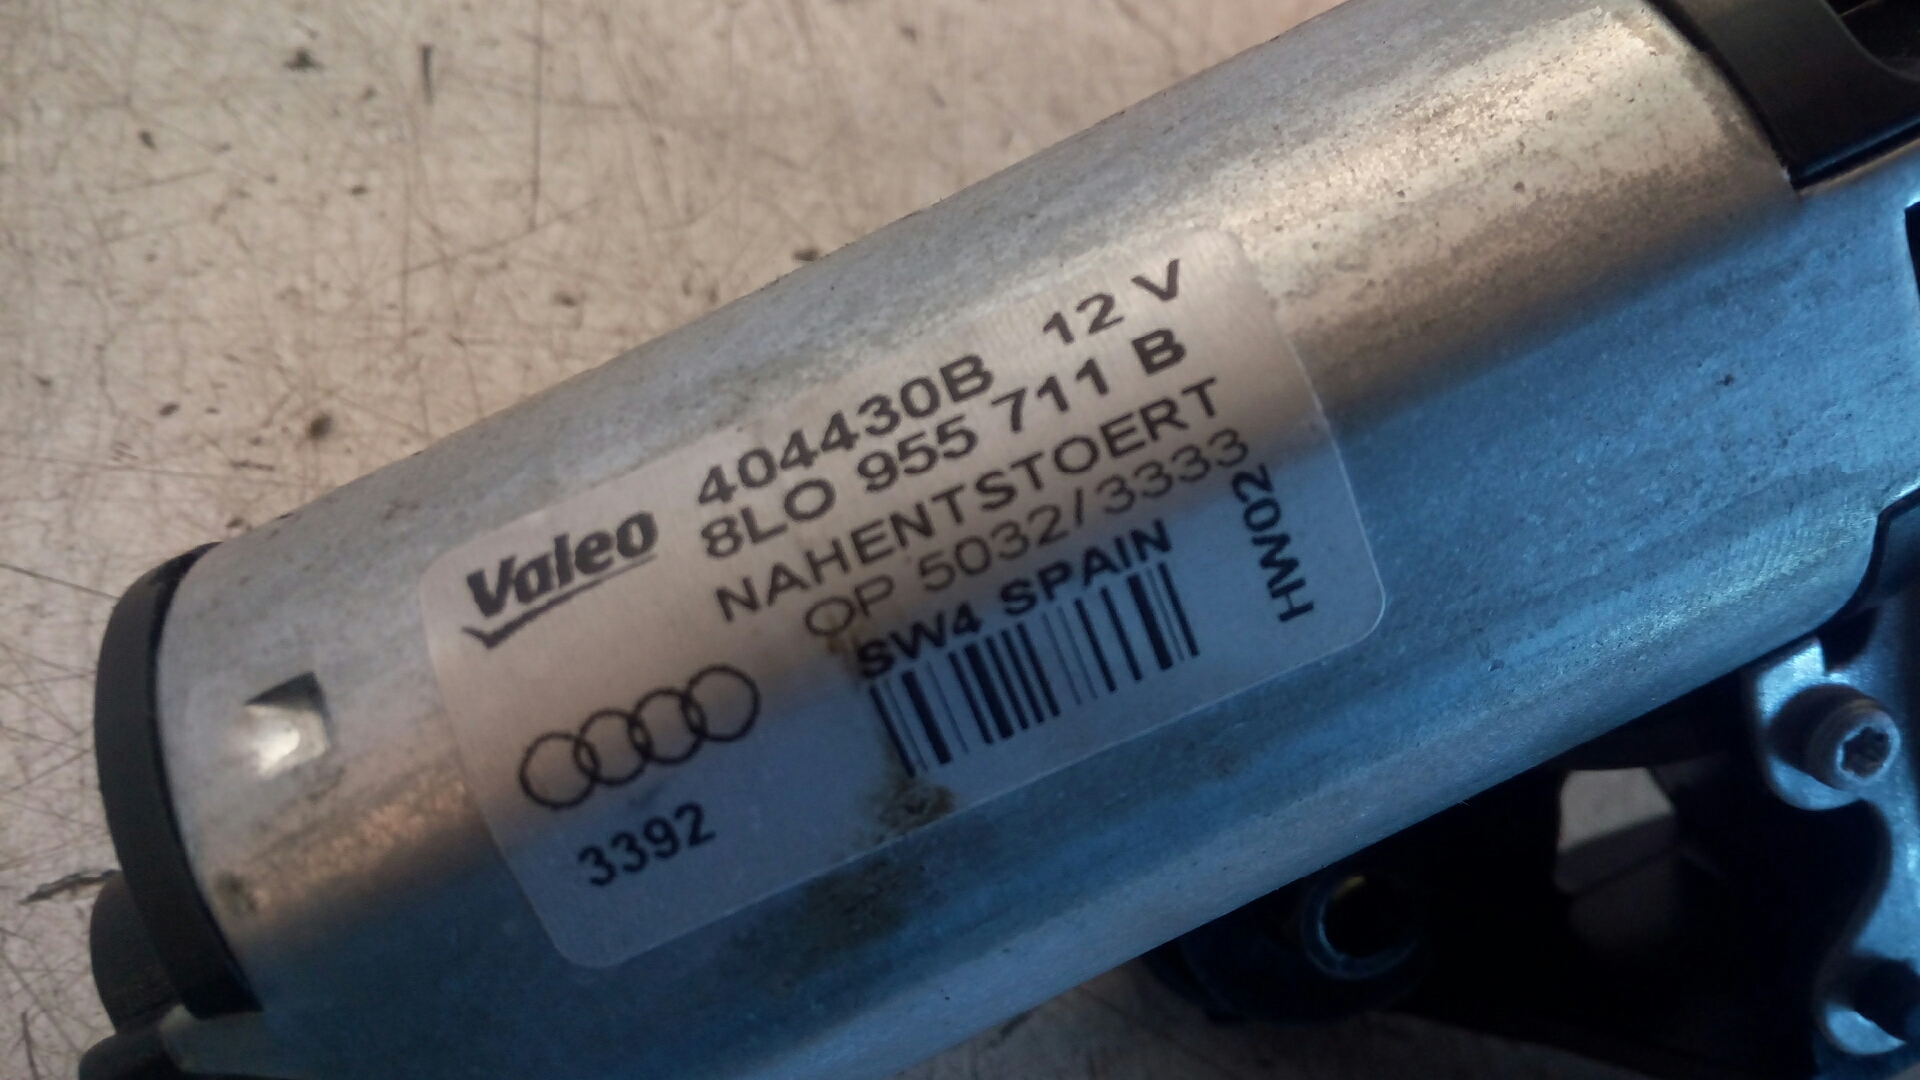 Valeo 404430B 12 V
8LO 955 711 B
NAHENTSTOERT
OP 5032/3333
SW4 SPAIN
HW02
3392